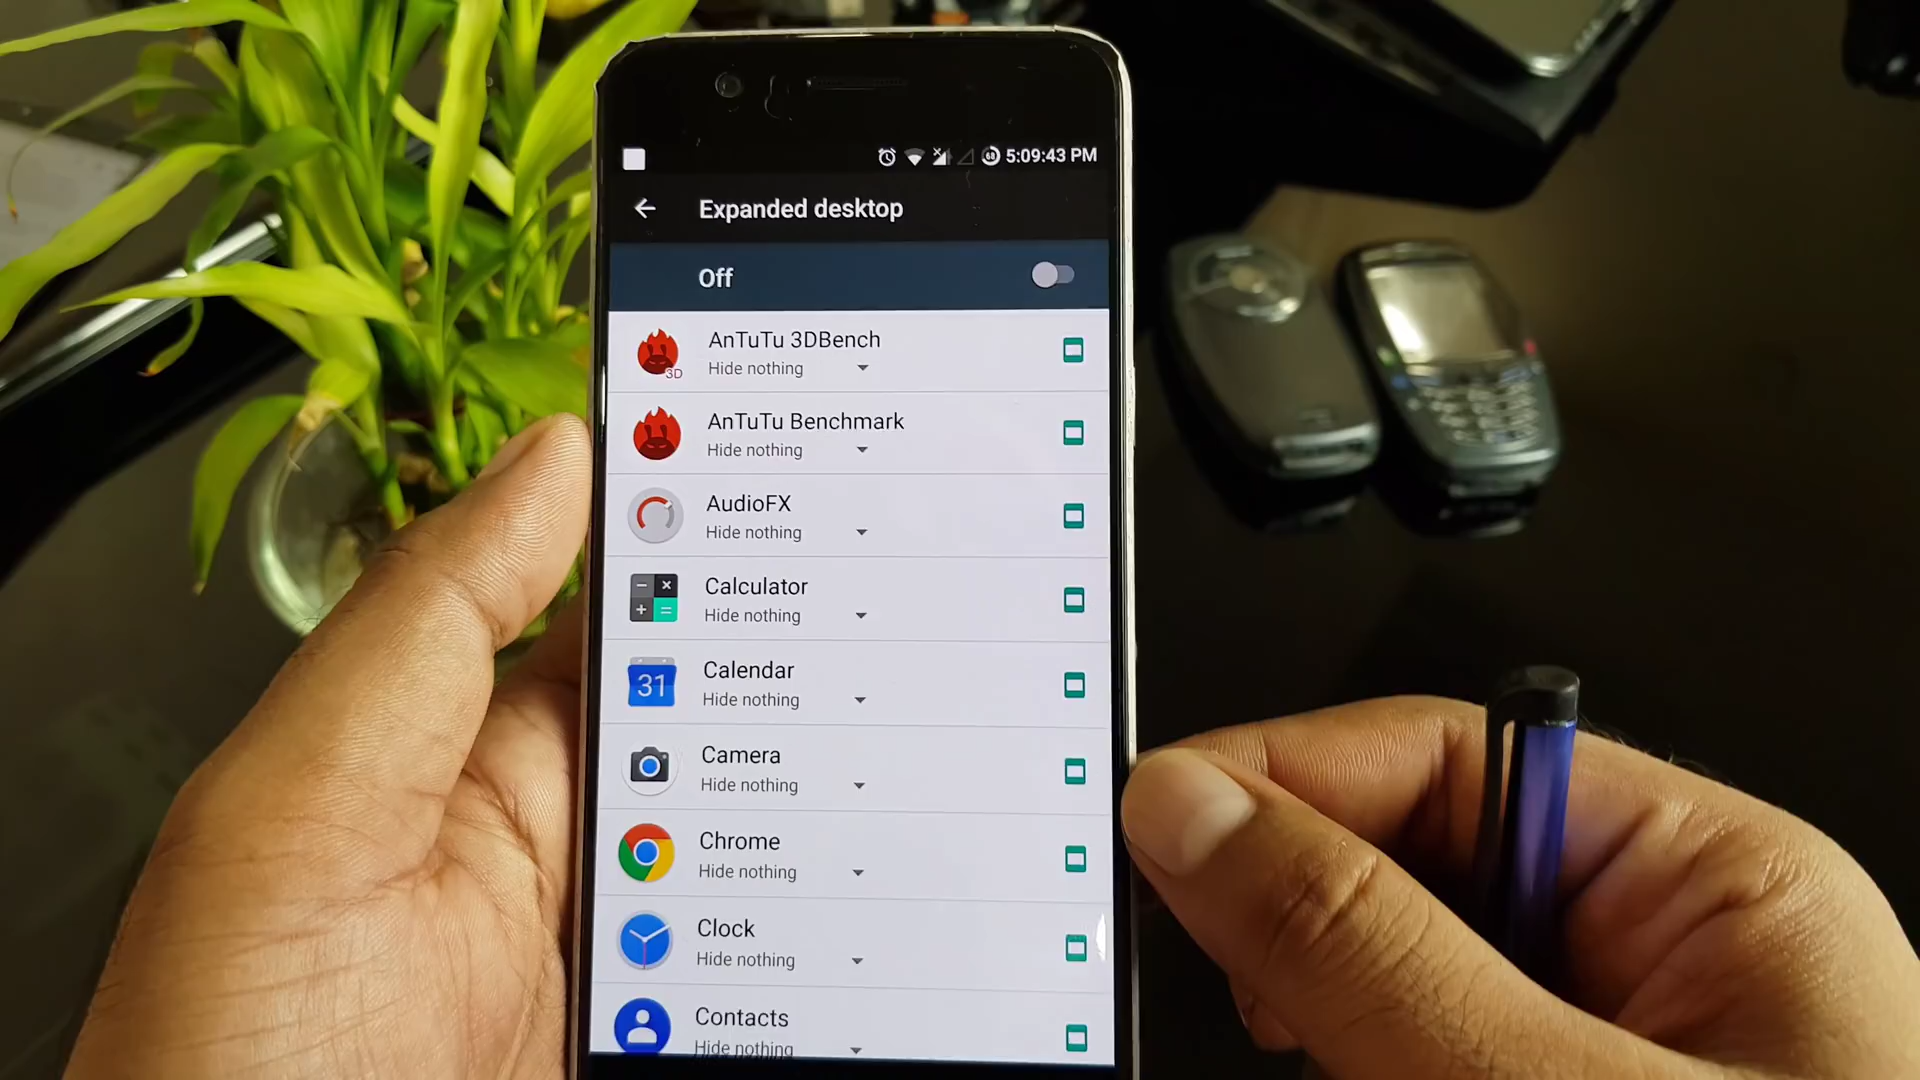 68 5:09:43 PM
Expanded desktop
Off
AnTuTu 3DBench
3D
Hide nothing
AnTuTu Benchmark
Hide nothing
AudioFX
Hide nothing
Calculator
Hide nothing
Calendar
31
Hide nothing
Camera
Hide nothing
Chrome
Hide nothing
Clock
Hide nothing
Contacts
Hide nothing